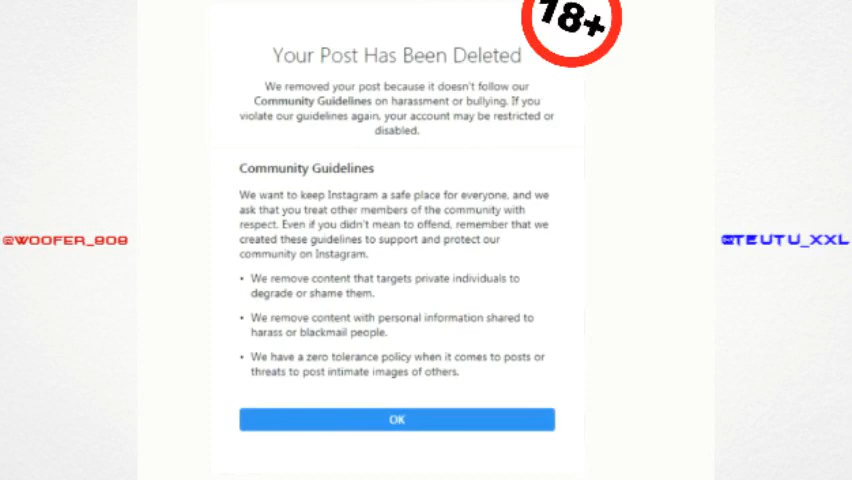 18+
Your Post Has Been Deleted
We removed your post because it doesn't follow our
Community Guidelines on harassment or bullying. If you
violate our guidelines again, your account may be restricted or
disabled.
Community Guidelines
We want to keep Instagram a safe place for everyone, and we
ask that you treat other members of the community with
respect. Even if you didn't mean to offend, remember that we
created these guidelines to support and protect our
community on Instagram.
@WOOFER_808
@TEUTU_XXL
• We remove content that targets private individuals to
degrade or shame them.
• We remove content with personal information shared to
harass or blackmail people.
• We have a zero tolerance policy when it comes to posts or
threats to post intimate images of others.
OK